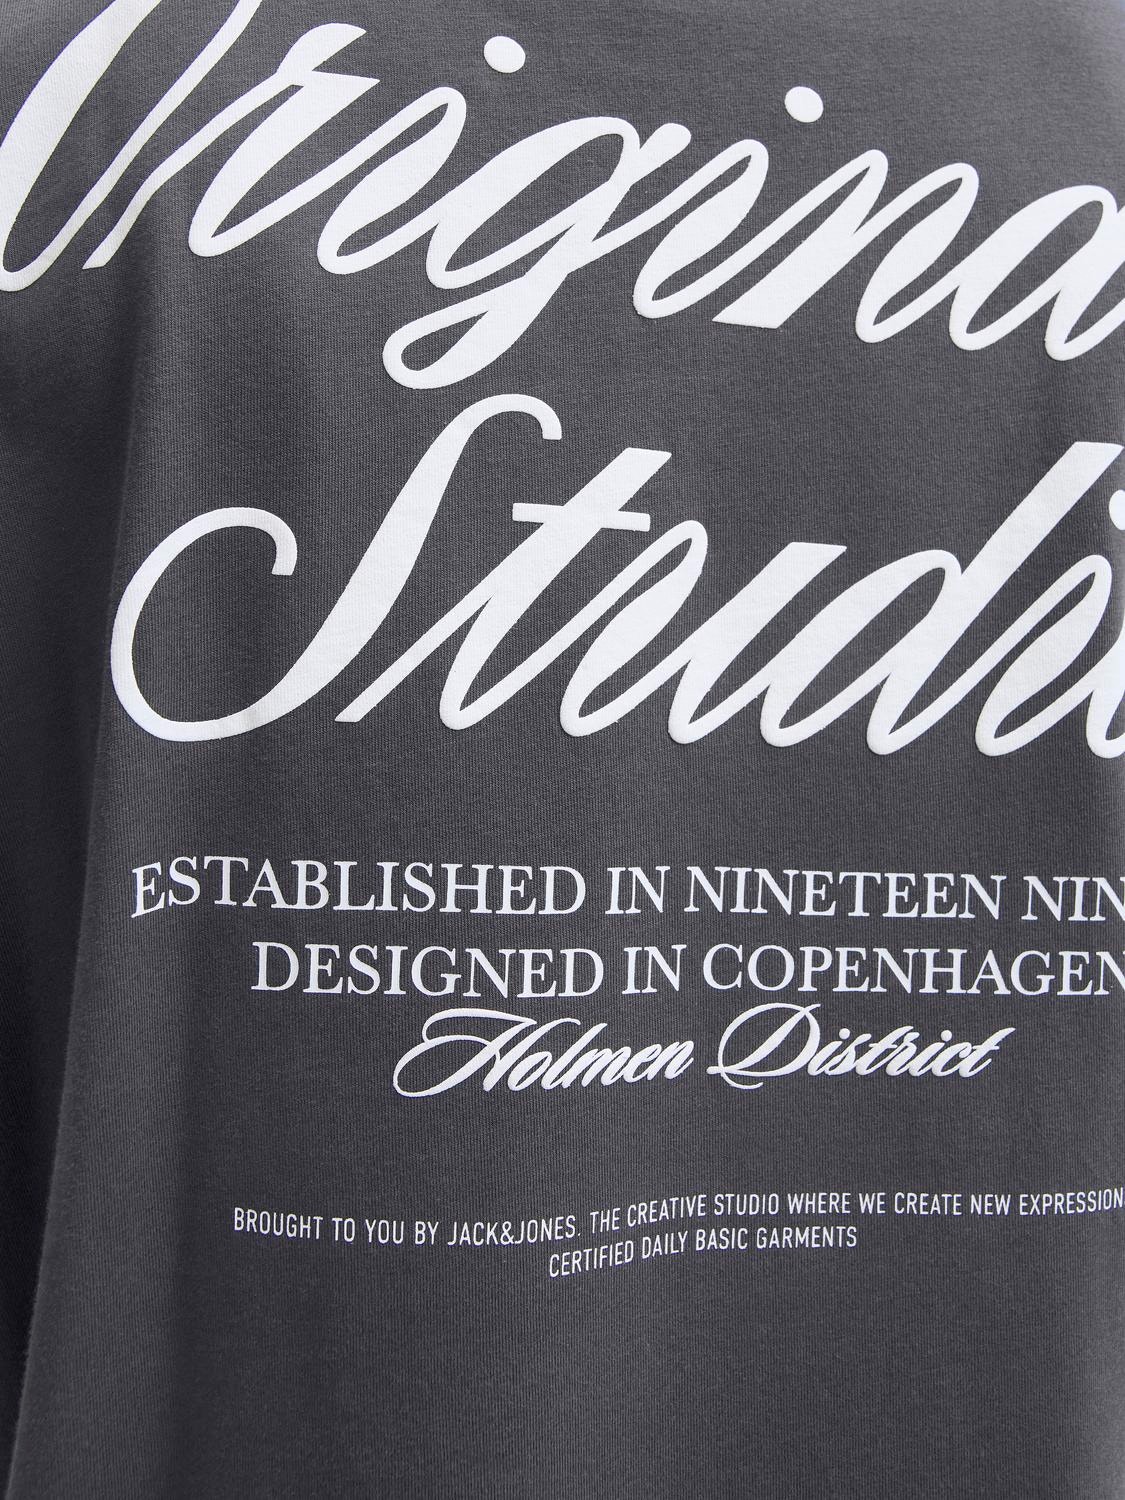 Origina
Studi
ESTABLISHED IN NINETEEN NIN
DESIGNED IN COPENHAGEN
Holmen District
BROUGHT TO YOU BY JACK&JONES. THE CREATIVE STUDIO WHERE WE CREATE NEW EXPRESSION
CERTIFIED DAILY BASIC GARMENTS